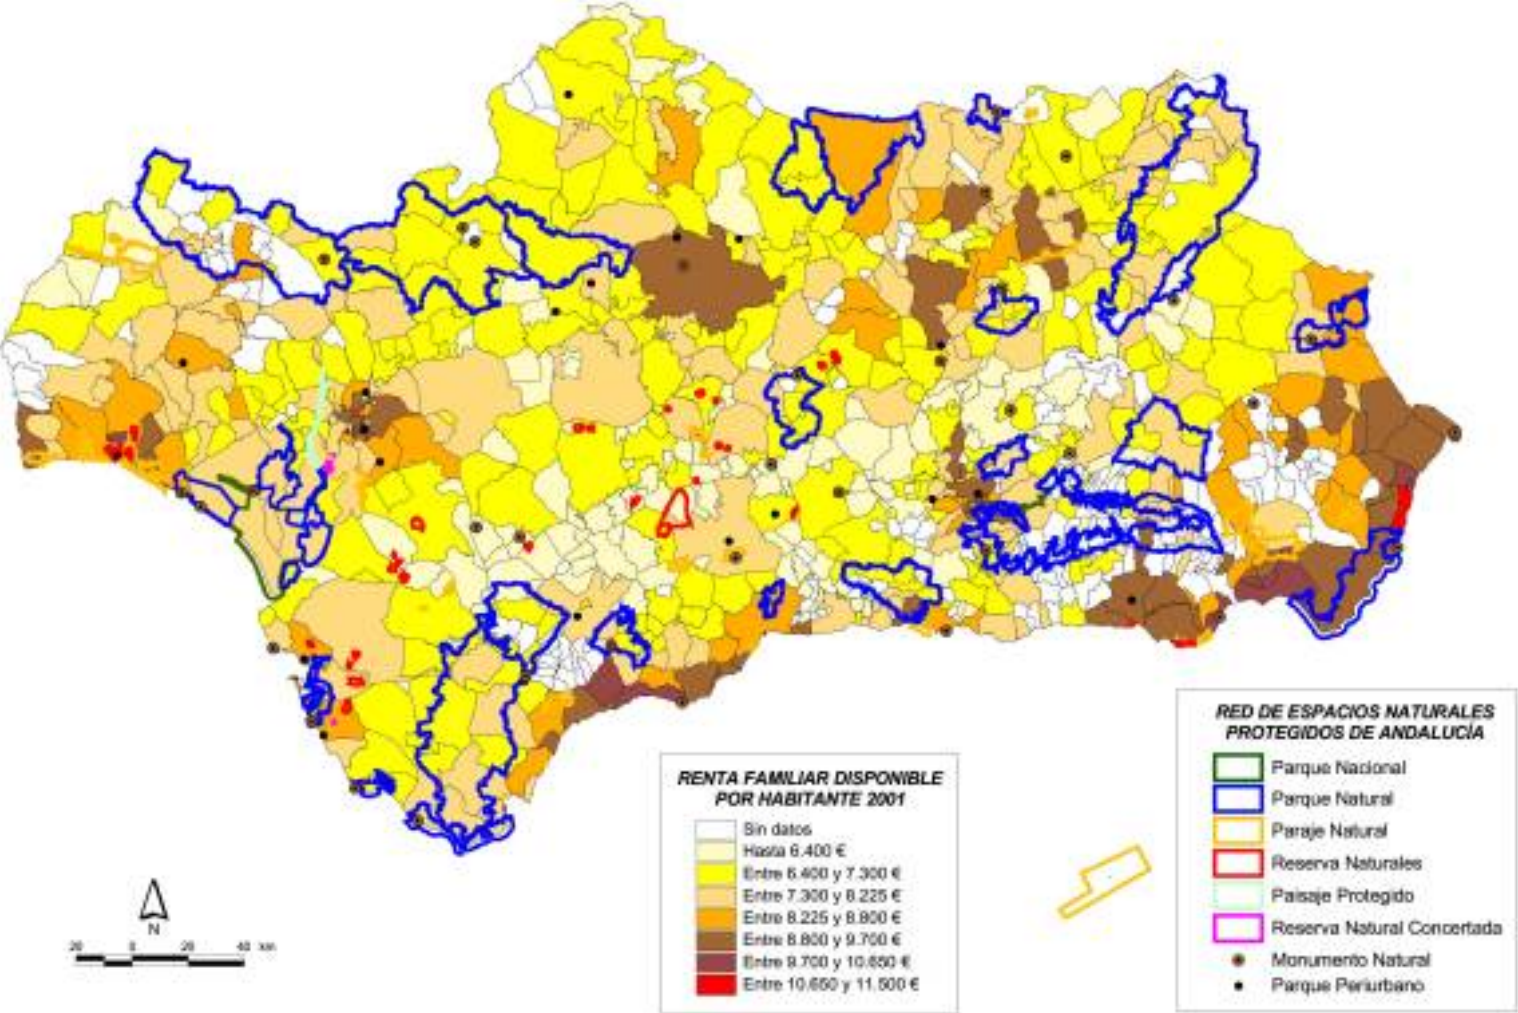 RED DE ESPACIOS NATURALES
PROTEGIDOS DE ANDALUCÍA
Parque Nacional
Parque Natural
Paraje Natural
Reserva Naturales
Paisaje Protegido
Reserva Natural Concertada
Monumento Natural
Parque Periurbano
RENTA FAMILIAR DISPONIBLE
POR HABITANTE 2001
Sin datos
Hasta 6.400 €
Entre 6.400 y 7.300 €
Entre 7.300 y 8.225 €
Entre 8.225 y 8.800 €
Entre 8.800 y 9.700 €
Entre 9.700 y 10.650 €
Entre 10.650 y 11.500 €
N
20 0 20 40 km